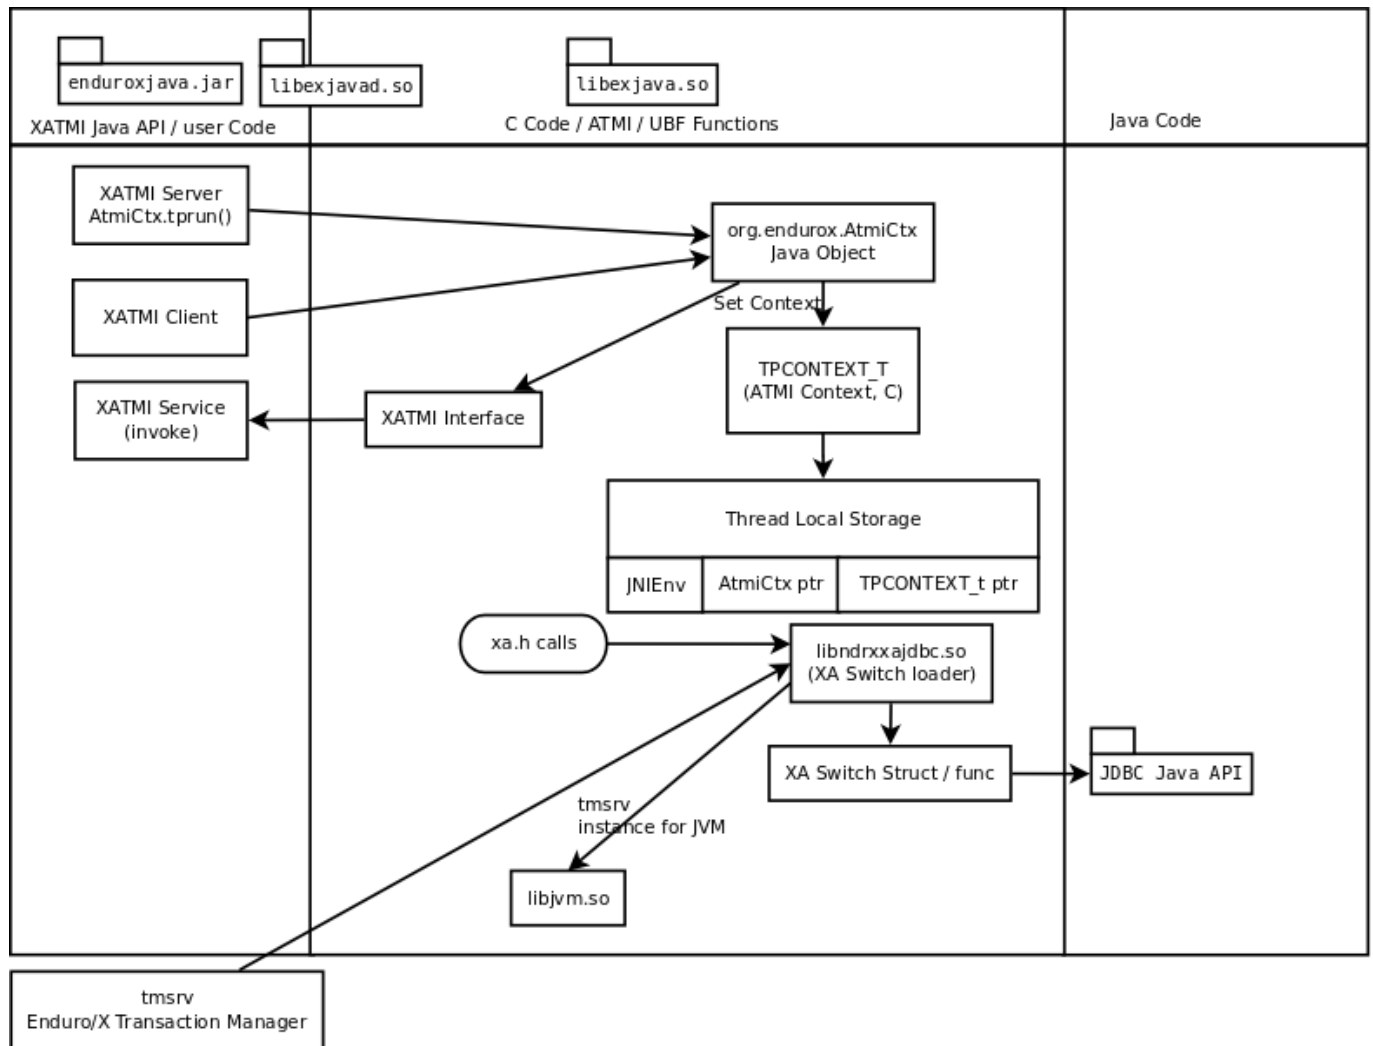 enduroxjava.jar
libexjavad.so
libexjava.so
XATMI Java API / user Code
C Code / ATMI / UBF Functions
Java Code
XATMI Server
AtmiCtx.tprun()
org.endurox.AtmiCtx
Java Object
XATMI Client
Set Context
TPCONTEXT_T
(ATMI Context, C)
XATMI Service
(invoke)
XATMI Interface
Thread Local Storage
JNIEnv
AtmiCtx ptr
TPCONTEXT_t ptr
xa.h calls
libndrxxajdbc.so
(XA Switch loader)
XA Switch Struct / func
JDBC Java API
tmsrv
instance for JVM
libjvm.so
tmsrv
Enduro/X Transaction Manager